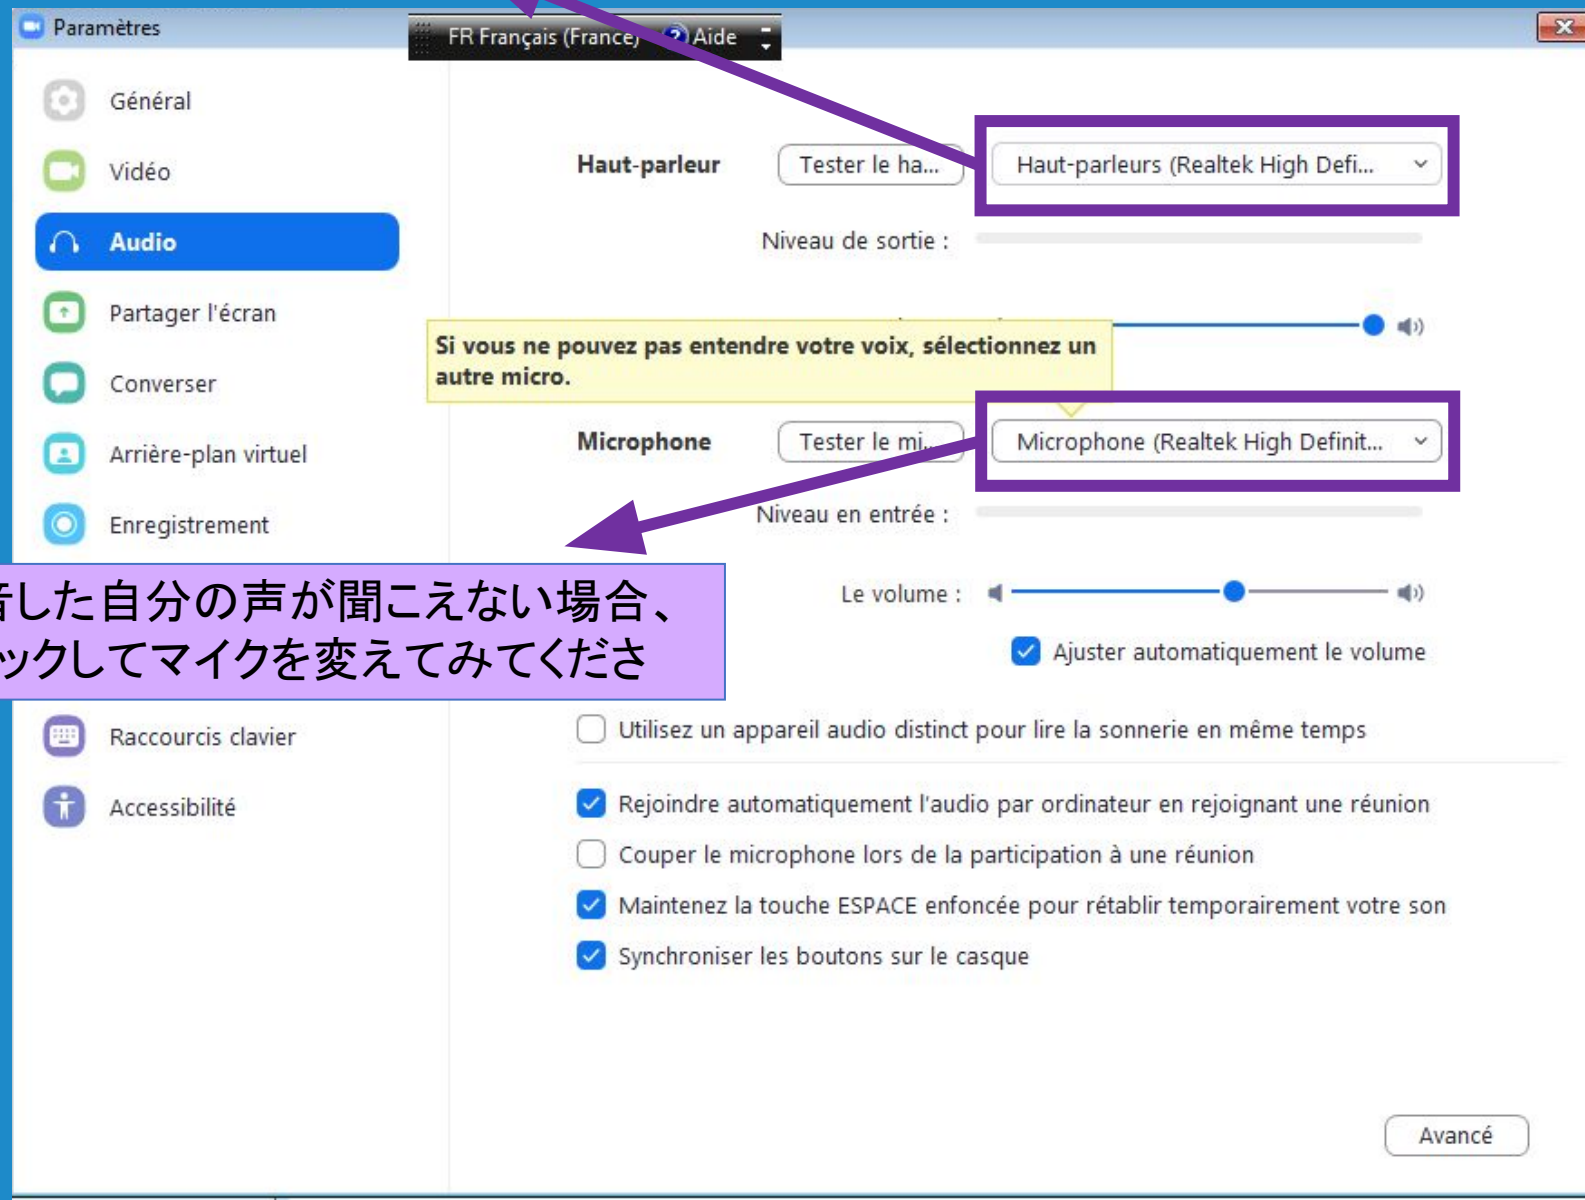 Paramètres
FR Français (France) Aide
Général
Vidéo
Audio
Partager l'écran
Converser
Arrière-plan virtuel
Enregistrement
Raccourcis clavier
Accessibilité
Haut-parleur Tester le ha... Haut-parleurs (Realtek High Defi...
Niveau de sortie :
Si vous ne pouvez pas entendre votre voix, sélectionnez un
autre micro.
Microphone Tester le mi... Microphone (Realtek High Definit...
Niveau en entrée :
音した自分の声が聞こえない場合、
ックしてマイクを変えてみてくださ
Le volume :
Ajuster automatiquement le volume
Utilisez un appareil audio distinct pour lire la sonnerie en même temps
Rejoindre automatiquement l'audio par ordinateur en rejoignant une réunion
Couper le microphone lors de la participation à une réunion
Maintenez la touche ESPACE enfoncée pour rétablir temporairement votre son
Synchroniser les boutons sur le casque
Avancé